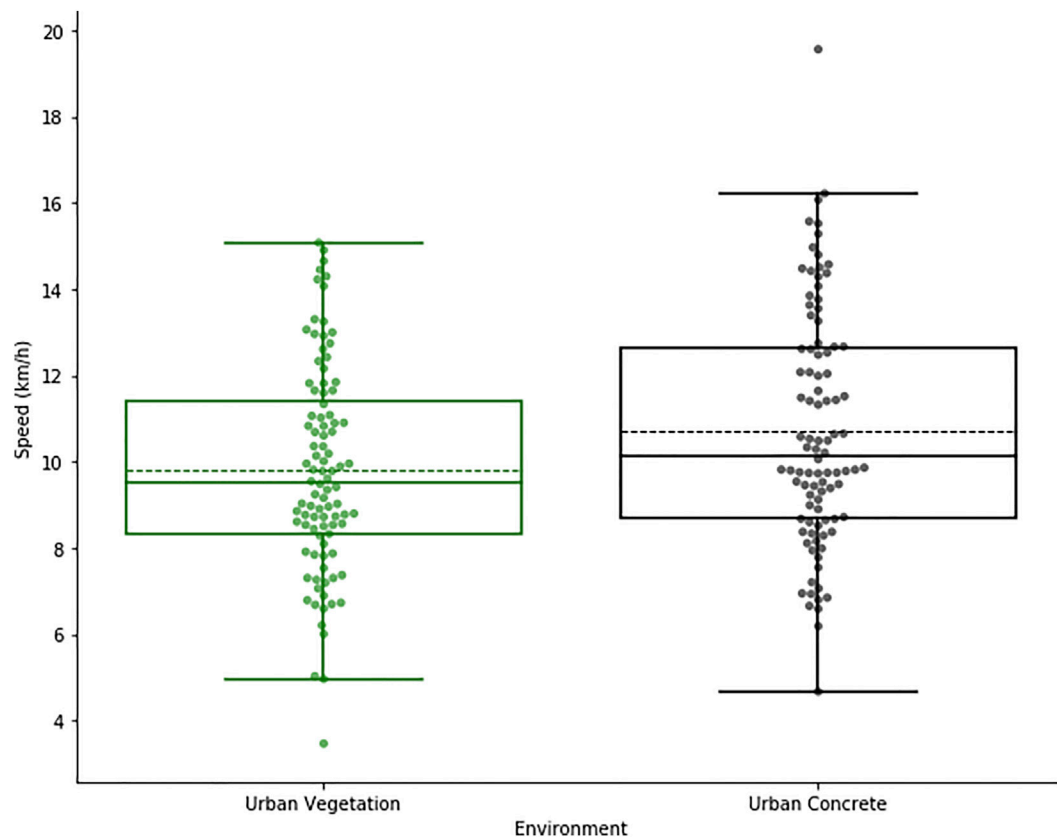 20
18
16
14
12
10
8
6
4
Speed (km/h)
Urban Vegetation
Urban Concrete
Environment